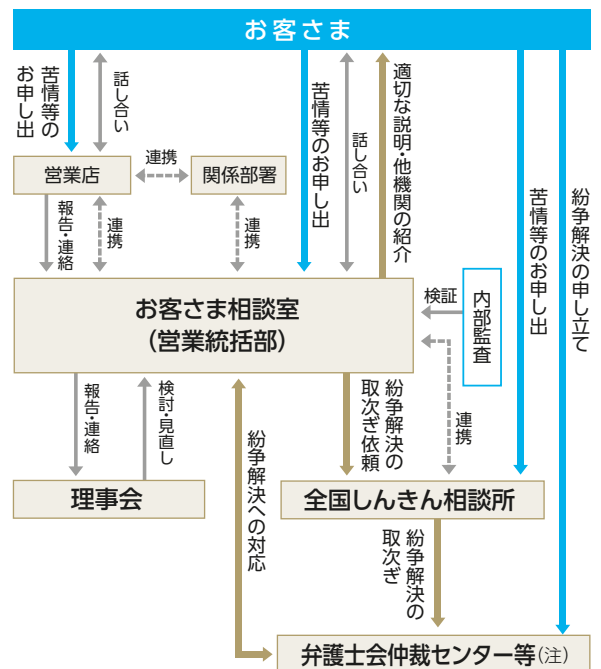 お客さま
苦情等の
お申し出
話し合い
苦情等のお申し出
話し合い
適切な説明・他機関の紹介
苦情等のお申し出
紛争解決の申し立て
営業店
連携
関係部署
報告・連絡
連携
連携
お客さま相談室
（営業統括部）
検証
内部監査
報告・連絡
検討・見直し
紛争解決への対応
紛争解決の
取次ぎ依頼
連携
理事会
全国しんきん相談所
紛争解決の
取次ぎ
弁護士会仲裁センター等(注)